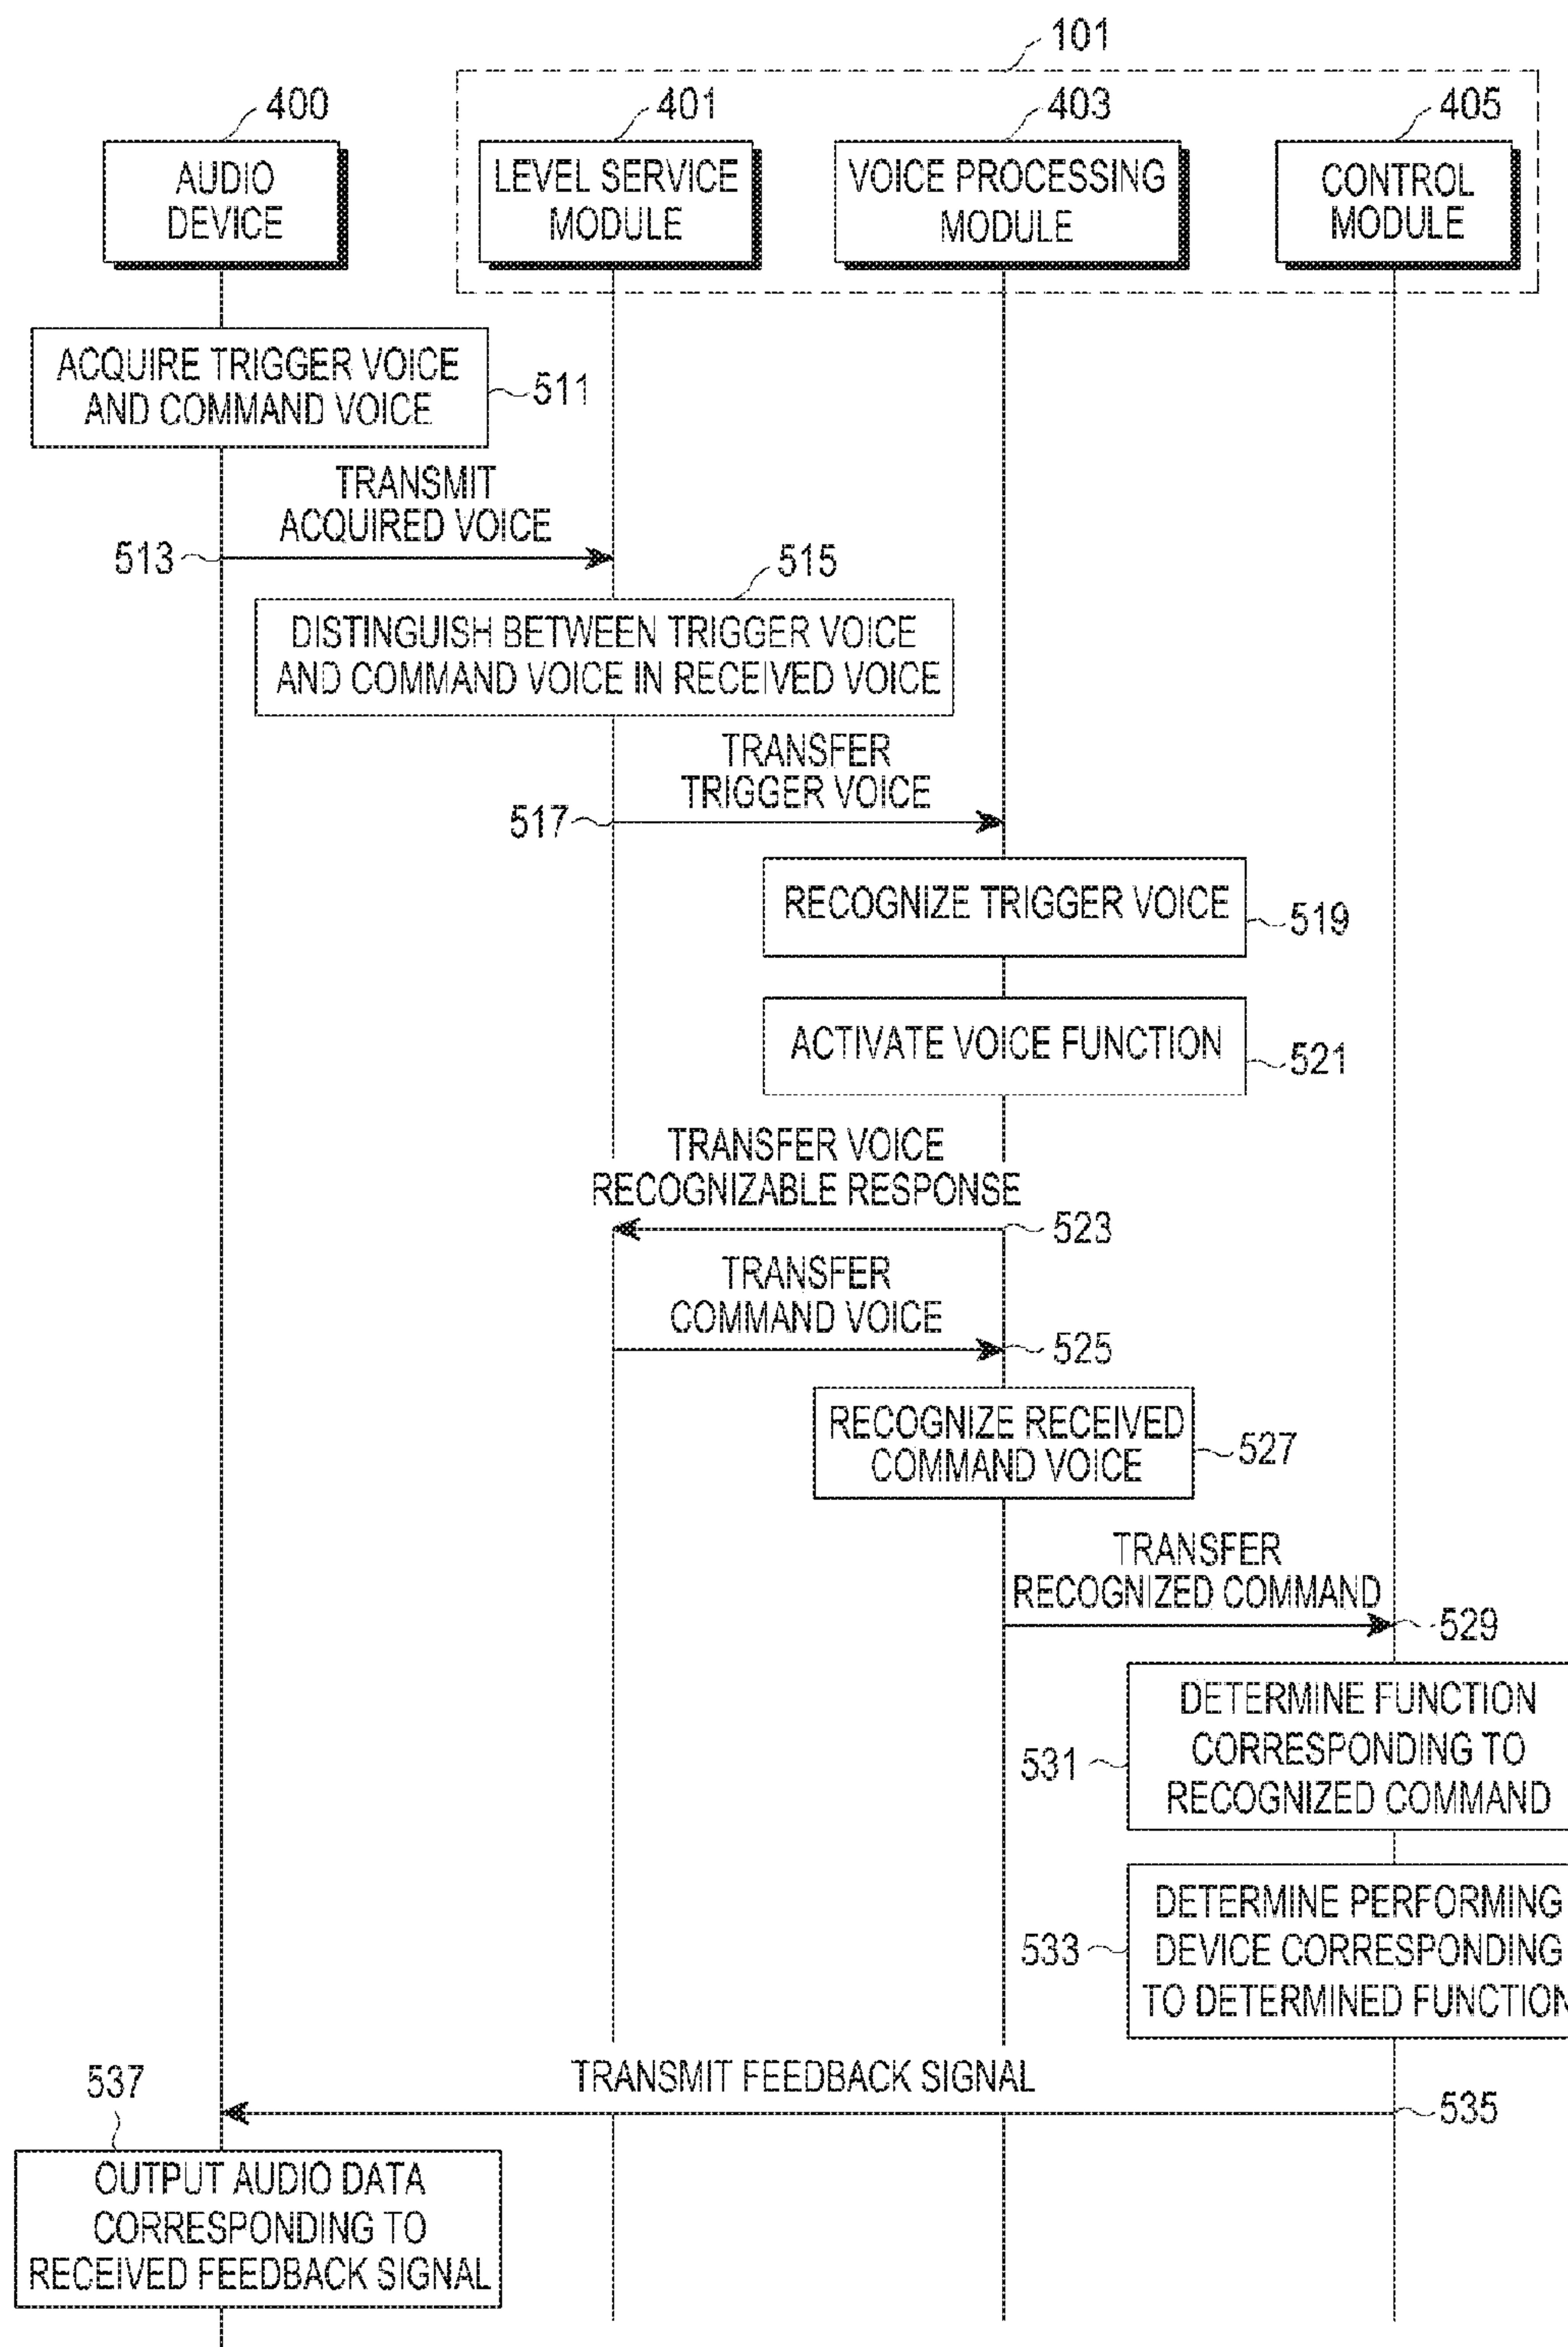 101
400
401
403
405
AUDIO
DEVICE
LEVEL SERVICE
MODULE
VOICE PROCESSING
MODULE
CONTROL
MODULE
ACQUIRE TRIGGER VOICE
AND COMMAND VOICE
511
TRANSMIT
ACQUIRED VOICE
513
515
DISTINGUISH BETWEEN TRIGGER VOICE
AND COMMAND VOICE IN RECEIVED VOICE
TRANSFER
TRIGGER VOICE
517
RECOGNIZE TRIGGER VOICE
519
ACTIVATE VOICE FUNCTION
521
TRANSFER VOICE
RECOGNIZABLE RESPONSE
523
TRANSFER
COMMAND VOICE
525
RECOGNIZE RECEIVED
COMMAND VOICE
527
TRANSFER
RECOGNIZED COMMAND
529
DETERMINE FUNCTION
CORRESPONDING TO
RECOGNIZED COMMAND
531
DETERMINE PERFORMING
DEVICE CORRESPONDING
TO DETERMINED FUNCTION
533
TRANSMIT FEEDBACK SIGNAL
535
537
OUTPUT AUDIO DATA
CORRESPONDING TO
RECEIVED FEEDBACK SIGNAL